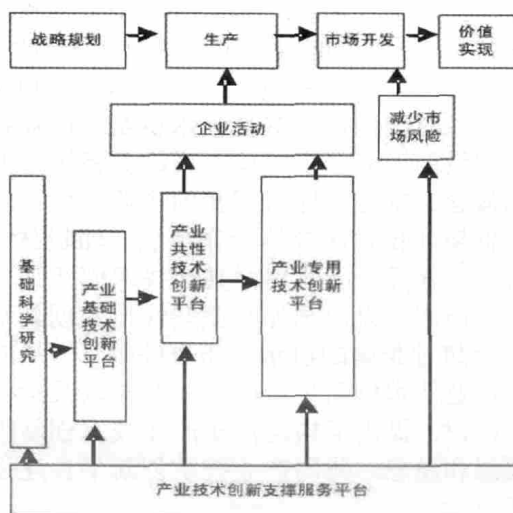 战略规划
生产
市场开发
价值
实现
企业活动
减少市
场风险
基础科学研究
产业
基础
技术
创新
平台
产业
共性
技术
创新
平台
产业专用
技术创新
平台
产业技术创新支撑服务平台